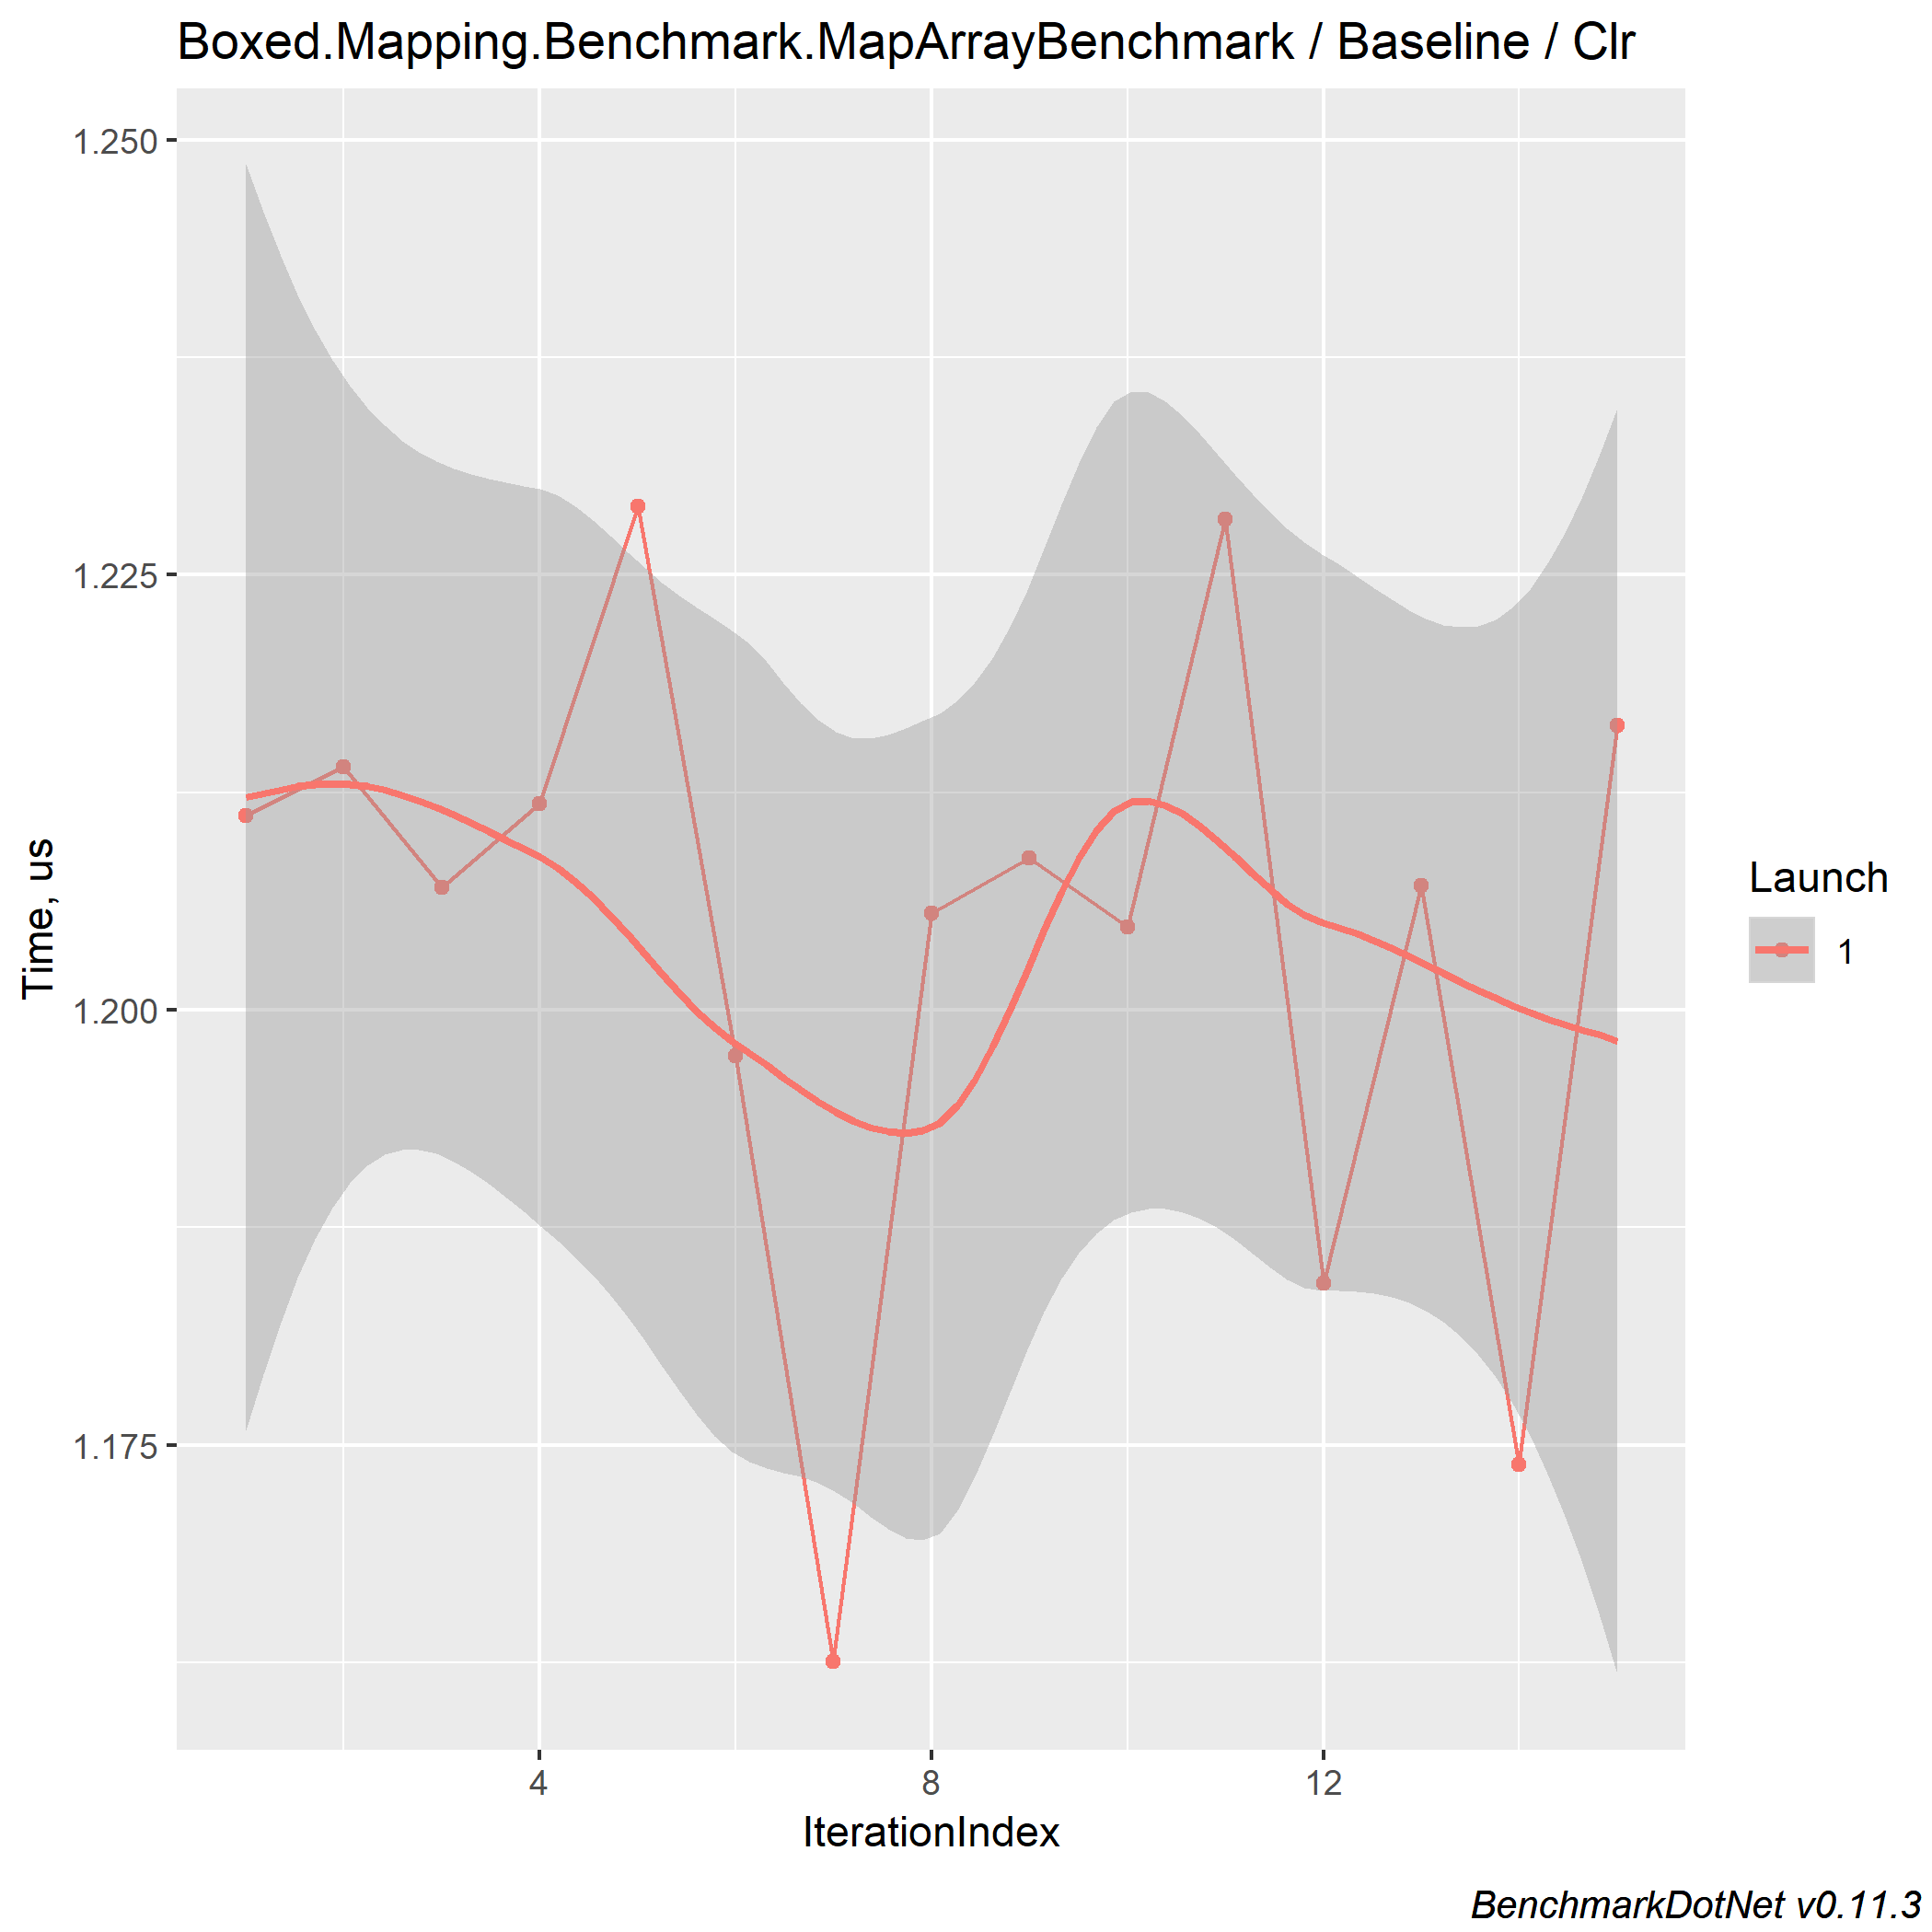 Boxed.Mapping.Benchmark.MapArrayBenchmark / Baseline / Clr
1.250
1.225
1.200
1.175
Time, us
4
8
12
IterationIndex
Launch
1
BenchmarkDotNet v0.11.3